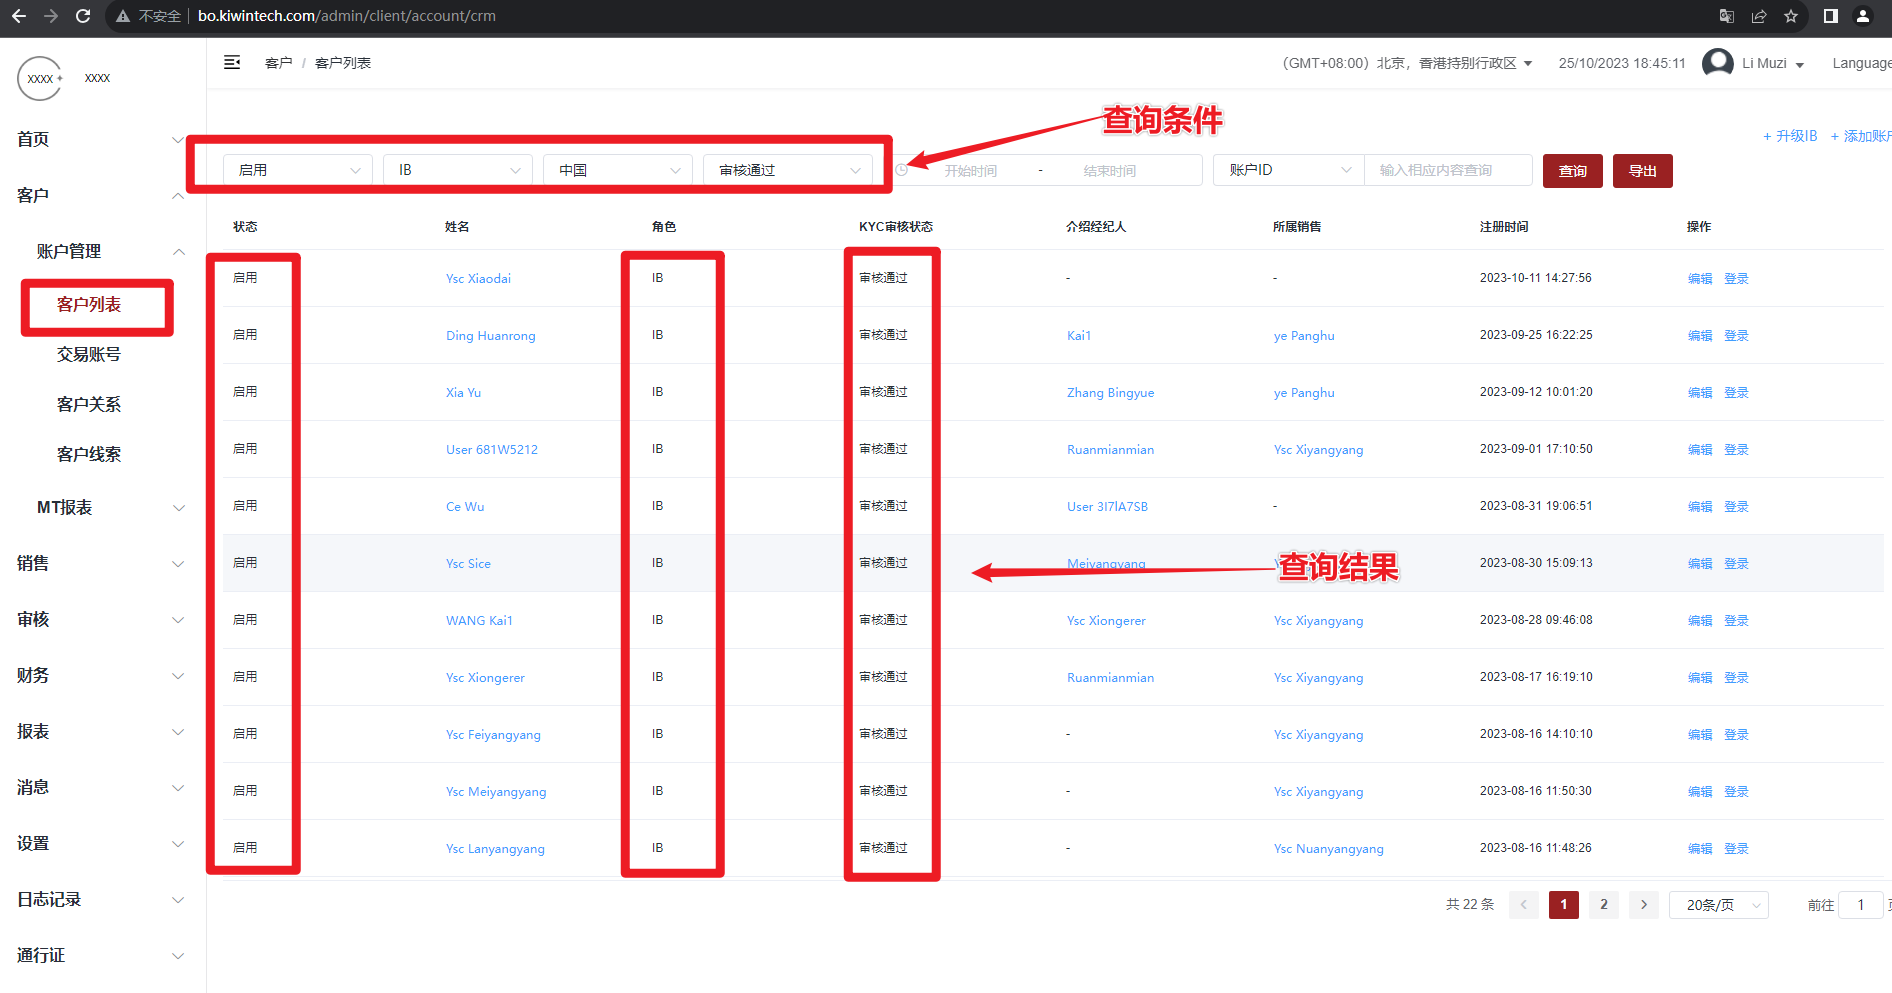 不安全 bo.kiwintech.com/admin/client/account/crm
XXXX XXXX
客户 / 客户列表 (GMT+08:00) 北京，香港持别行政区 25/10/2023 18:45:11 Li Muzi Language
查询条件
+ 升级IB + 添加账户
首页
客户
账户管理
客户列表
交易账号
客户关系
客户线索
MT报表
销售
审核
财务
报表
消息
设置
日志记录
通行证
启用 IB 中国 审核通过 开始时间 - 结束时间 账户ID 输入相应内容查询 查询 导出
状态 姓名 角色 KYC审核状态 介绍经纪人 所属销售 注册时间 操作
启用 Ysc Xiaodai IB 审核通过 - - 2023-10-11 14:27:56 编辑 登录
启用 Ding Huanrong IB 审核通过 Kai1 ye Panghu 2023-09-25 16:22:25 编辑 登录
启用 Xia Yu IB 审核通过 Zhang Bingyue ye Panghu 2023-09-12 10:01:20 编辑 登录
启用 User 681W5212 IB 审核通过 Ruanmianmian Ysc Xiyangyang 2023-09-01 17:10:50 编辑 登录
启用 Ce Wu IB 审核通过 User 3I7lA7SB - 2023-08-31 19:06:51 编辑 登录
启用 Ysc Sice IB 审核通过 Meiyangyang 2023-08-30 15:09:13 编辑 登录
查询结果
启用 WANG Kai1 IB 审核通过 Ysc Xiongerer Ysc Xiyangyang 2023-08-28 09:46:08 编辑 登录
启用 Ysc Xiongerer IB 审核通过 Ruanmianmian Ysc Xiyangyang 2023-08-17 16:19:10 编辑 登录
启用 Ysc Feiyangyang IB 审核通过 - Ysc Xiyangyang 2023-08-16 14:10:10 编辑 登录
启用 Ysc Meiyangyang IB 审核通过 - Ysc Xiyangyang 2023-08-16 11:50:30 编辑 登录
启用 Ysc Lanyangyang IB 审核通过 - Ysc Nuanyangyang 2023-08-16 11:48:26 编辑 登录
共 22 条 1 2 20条/页 前往 1